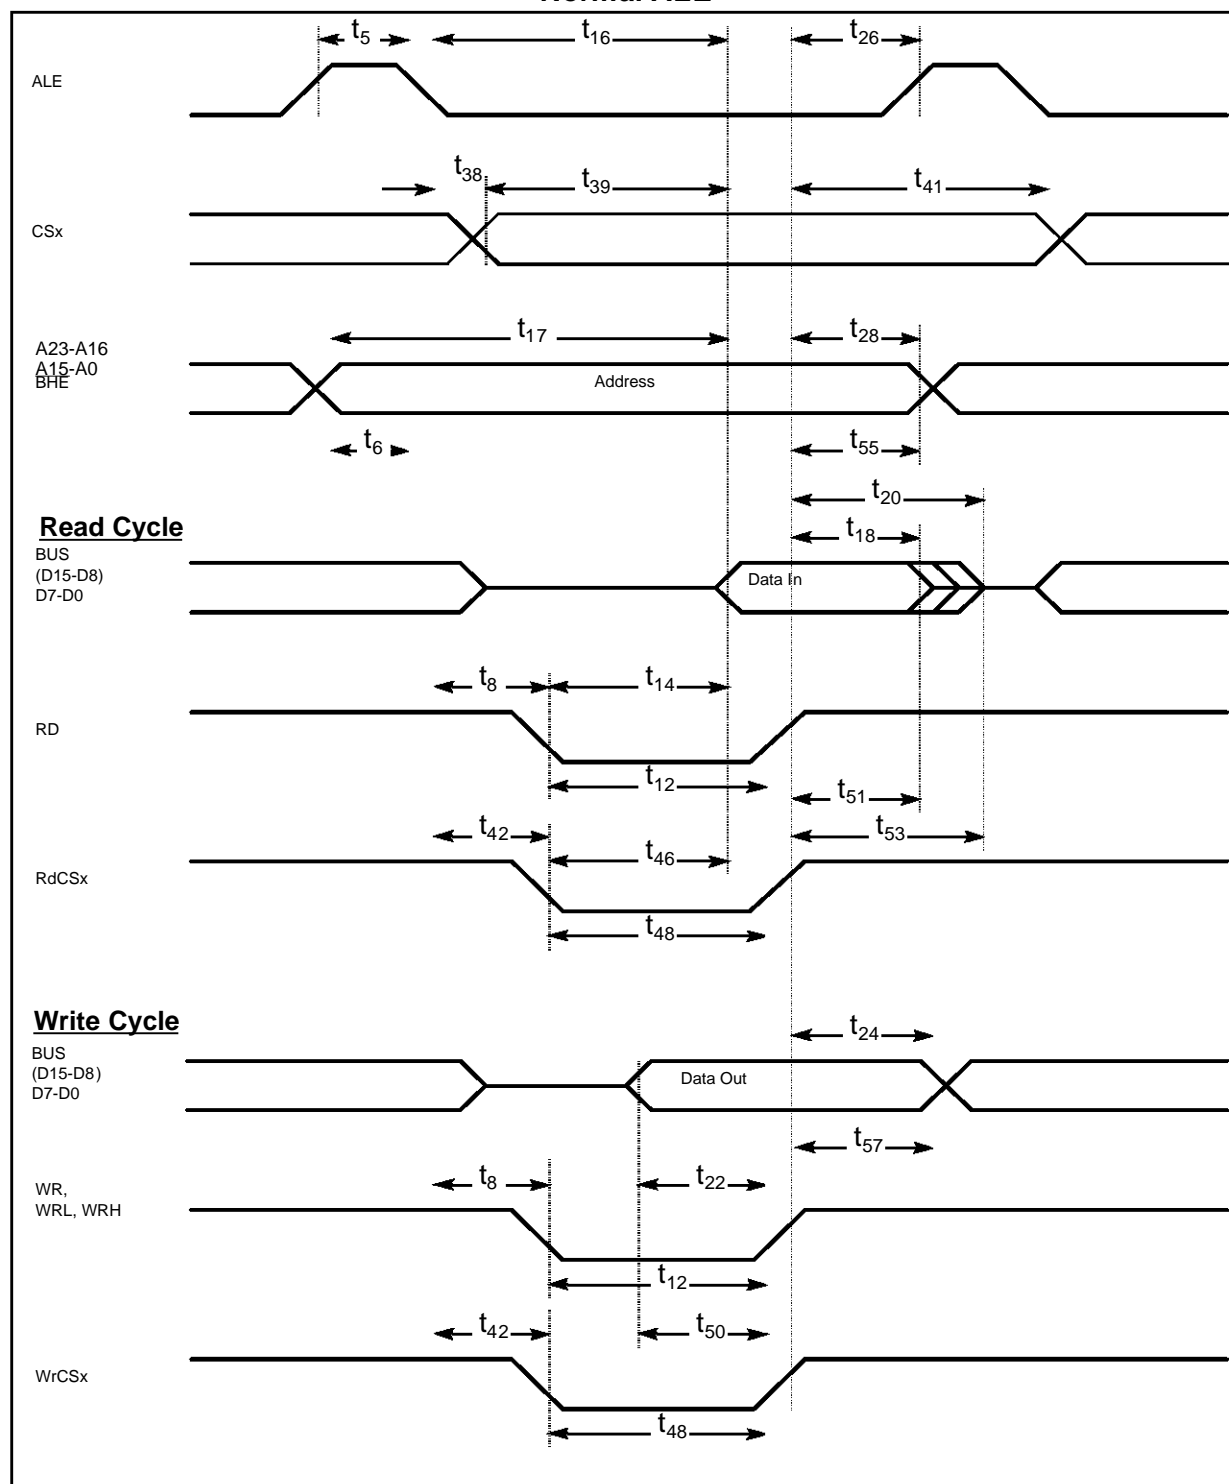 t5 t16 t26
ALE
t38 t39 t41
CSx
t17 t28
A23-A16
A15-A0
BHE
Address
t6 t55
t20
Read Cycle
t18
BUS
(D15-D8)
D7-D0
Data In
t8 t14
RD
t12
t51
t42 t46 t53
RdCSx
t48
Write Cycle
t24
BUS
(D15-D8)
D7-D0
Data Out
t57
t8 t22
WR,
WRL, WRH
t12
t42 t50
WrCSx
t48